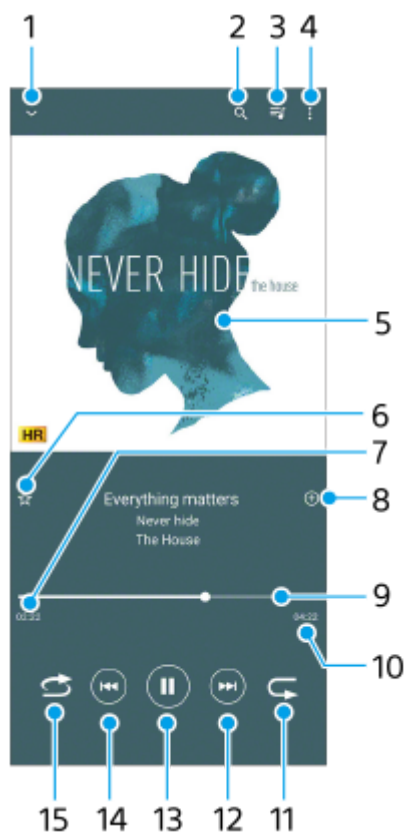 1
2
3
4
NEVER HIDE
the house
5
6
HR
7
Everything matters
8
Never hide
The House
9
02:22
04:22
10
15
14
13
12
11